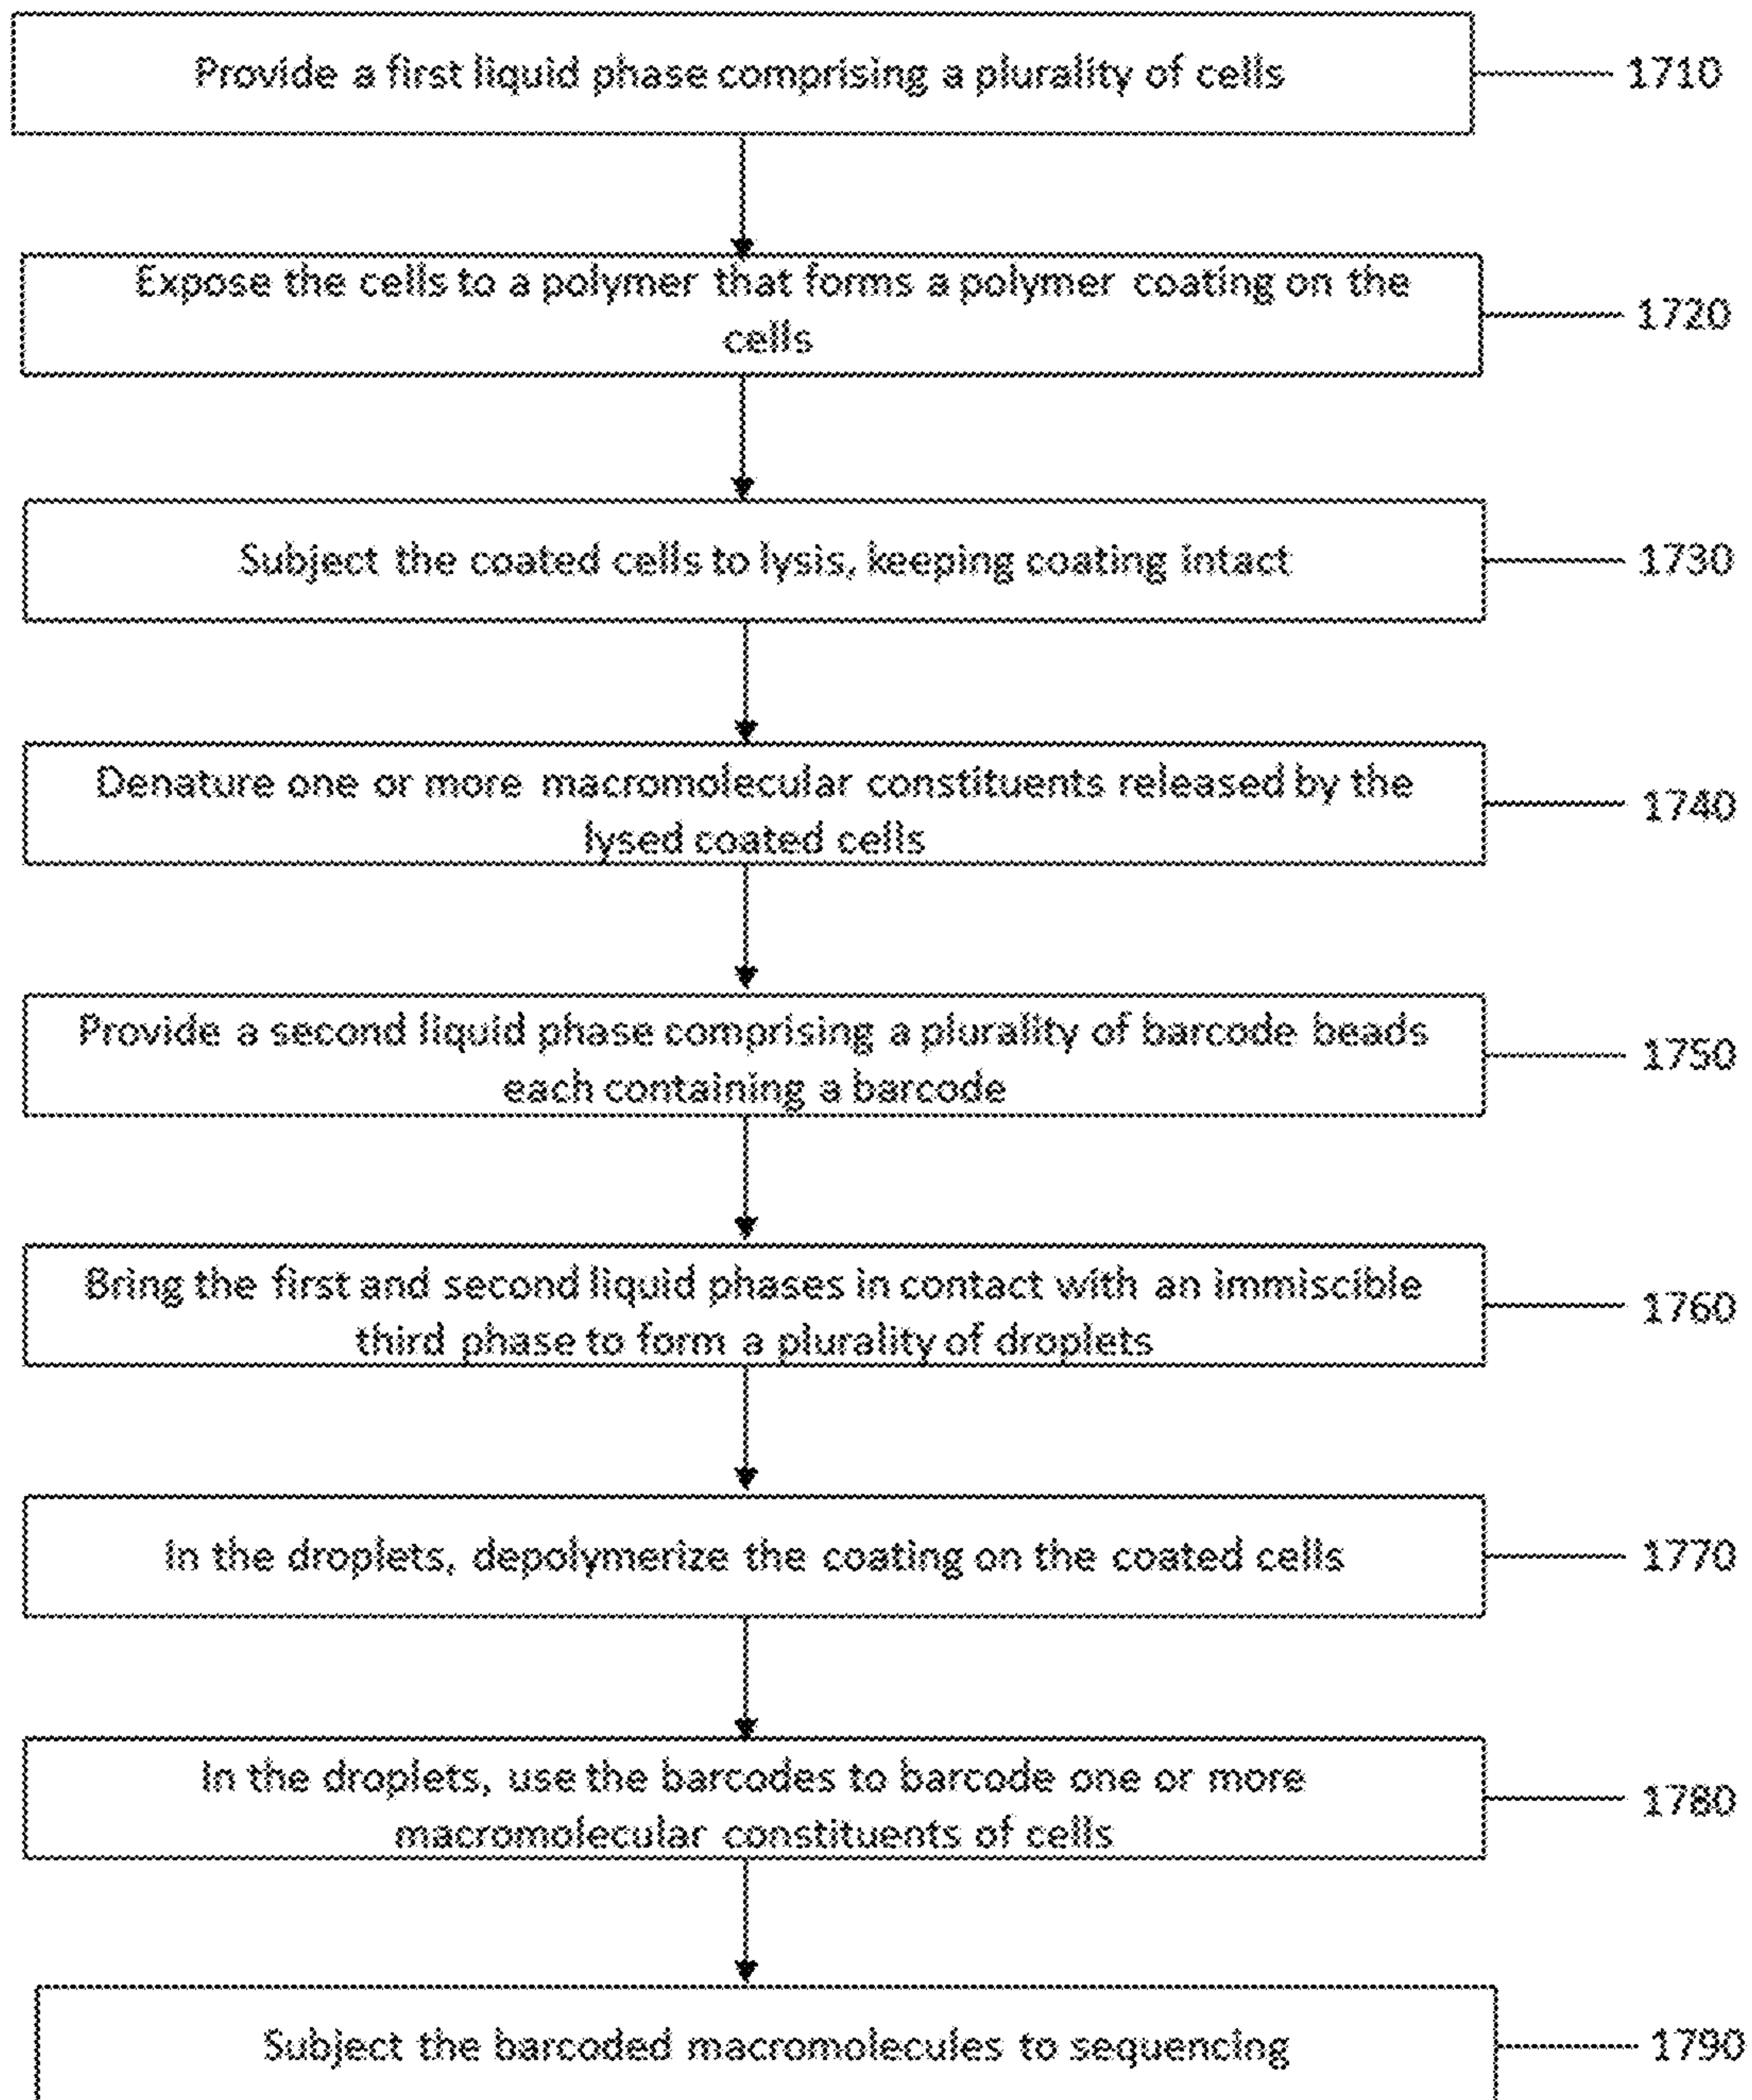 Provide a first liquid phase comprising a plurality of cells
1710
Expose the cells to a polymer that forms a polymer coating on the
cells
1720
Subject the coated cells to lysis, keeping coating intact
1730
Denature one or more macromolecular constituents released by the
lysed coated cells
1740
Provide a second liquid phase comprising a plurality of barcode beads
each containing a barcode
1750
Bring the first and second liquid phases in contact with an immiscible
third phase to form a plurality of droplets
1760
In the droplets, depolymerize the coating on the coated cells
1770
In the droplets, use the barcodes to barcode one or more
macromolecular constituents of cells
1780
Subject the barcoded macromolecules to sequencing
1790